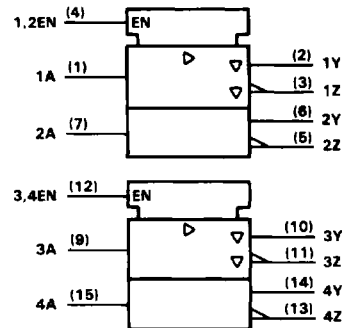 1,2EN (4) EN
1A (1) (2) 1Y
(3) 1Z
2A (7) (6) 2Y
(5) 2Z
3,4EN (12) EN
3A (9) (10) 3Y
(11) 3Z
4A (15) (14) 4Y
(13) 4Z